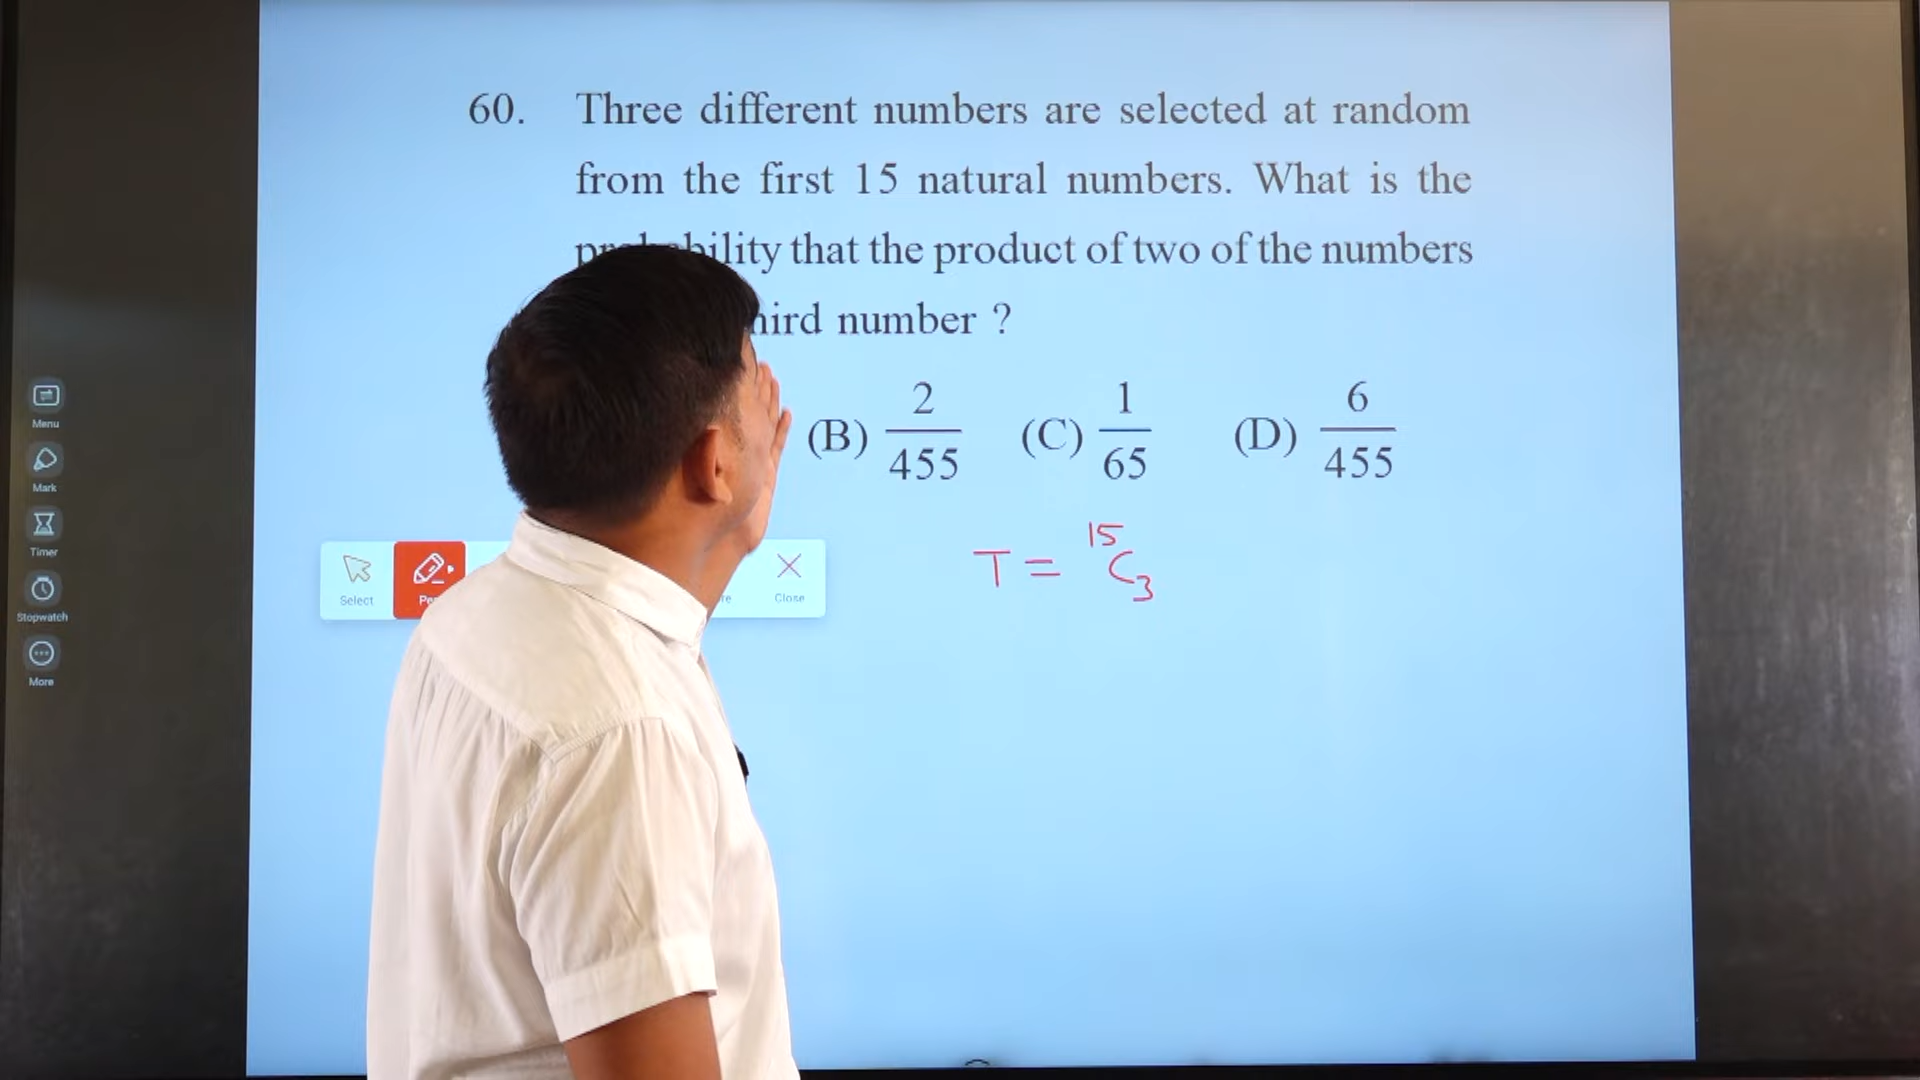 60. Three different numbers are selected at random
from the first 15 natural numbers. What is the
that the product of two of the numbers
number ?
(B) 2/455 (C) 1/65 (D) 6/455
T = ¹⁵C₃
Menu
Mark
Timer
Stopwatch
More
Select
Close